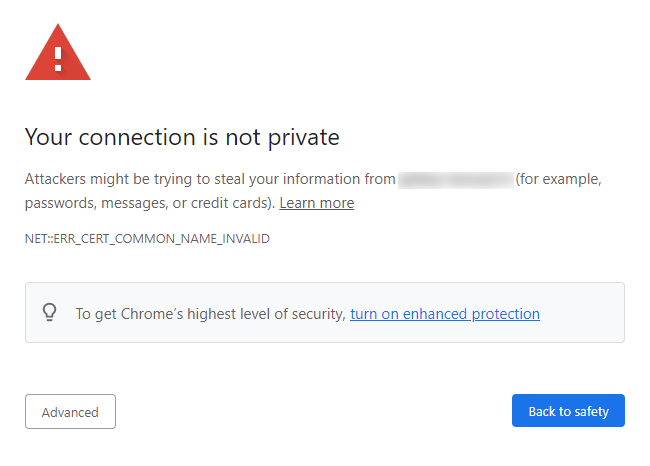 Your connection is not private
Attackers might be trying to steal your information from (for example,
passwords, messages, or credit cards). Learn more
NET::ERR_CERT_COMMON_NAME_INVALID
To get Chrome's highest level of security, turn on enhanced protection
Advanced
Back to safety